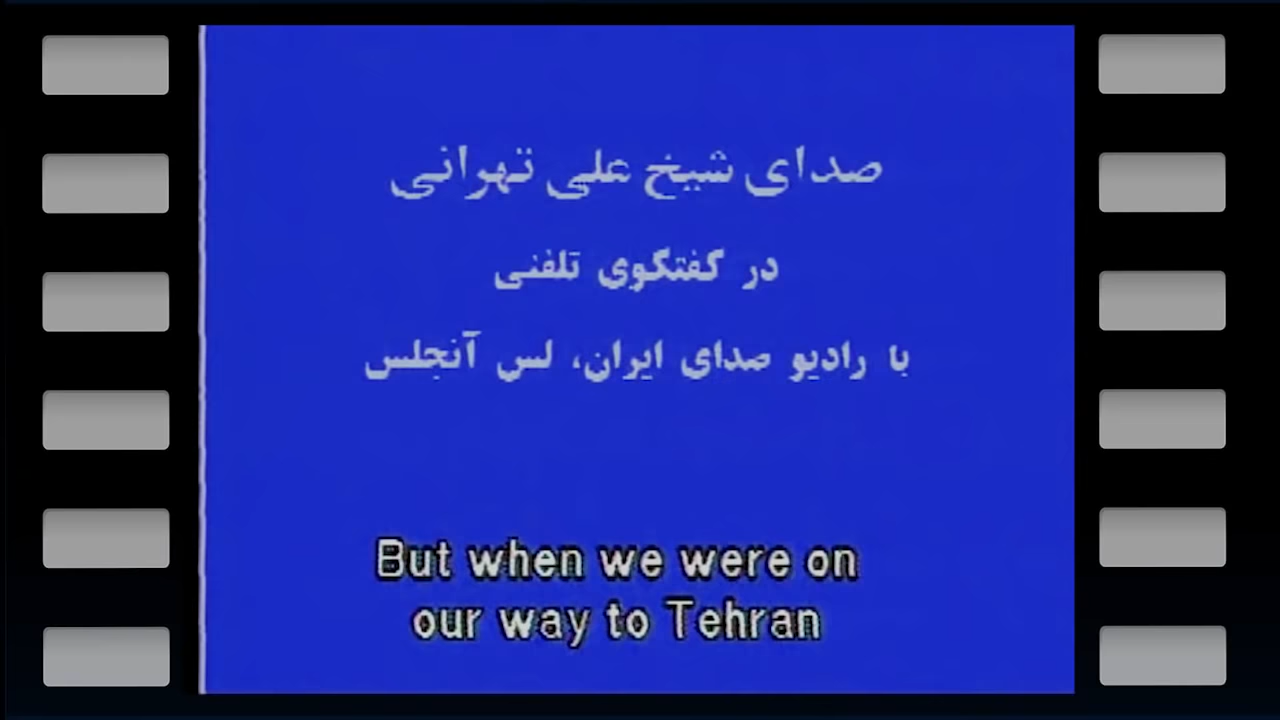 صدای شیخ علی تهرانی
در گفتگوی تلفنی
با رادیو صدای ایران، لس آنجلس
But when we were on
our way to Tehran